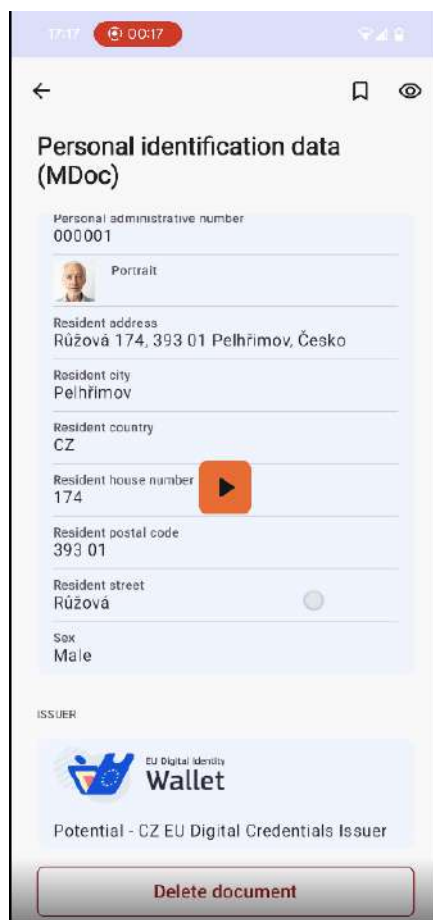 17:17 00:17
Personal identification data
(MDoc)
Personal administrative number
000001
Portrait
Resident address
Růžová 174, 393 01 Pelhřimov, Česko
Resident city
Pelhřimov
Resident country
CZ
Resident house number
174
Resident postal code
393 01
Resident street
Růžová
Sex
Male
ISSUER
EU Digital Identity
Wallet
Potential - CZ EU Digital Credentials Issuer
Delete document